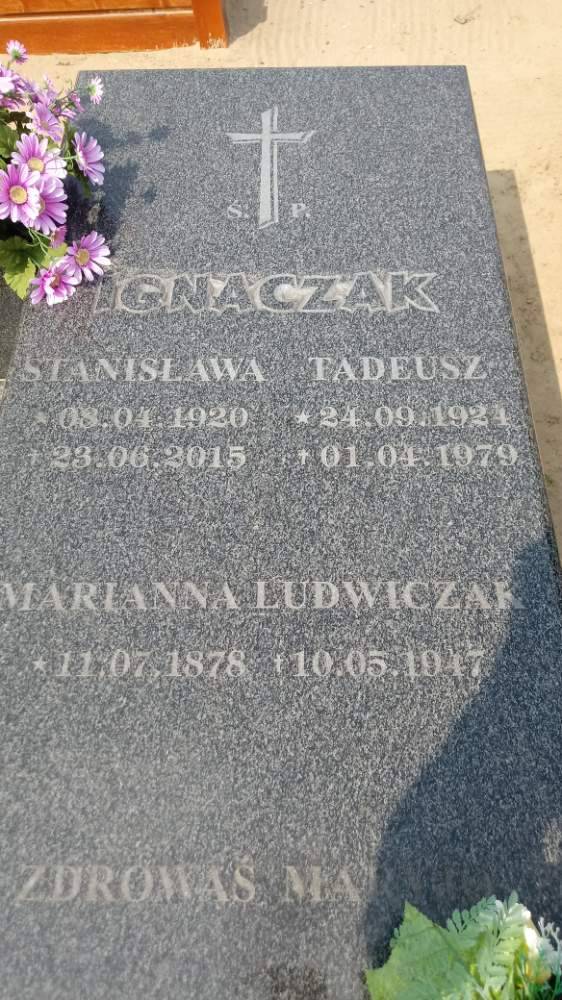 Ś. P.
IGNACZAK
STANISŁAWA TADEUSZ
* 08.04.1920 * 24.09.1924
† 23.06.2015 † 01.04.1979
MARIANNA LUDWICZAK
* 11.07.1878 † 10.05.1947
ZDROWAŚ MARYJO